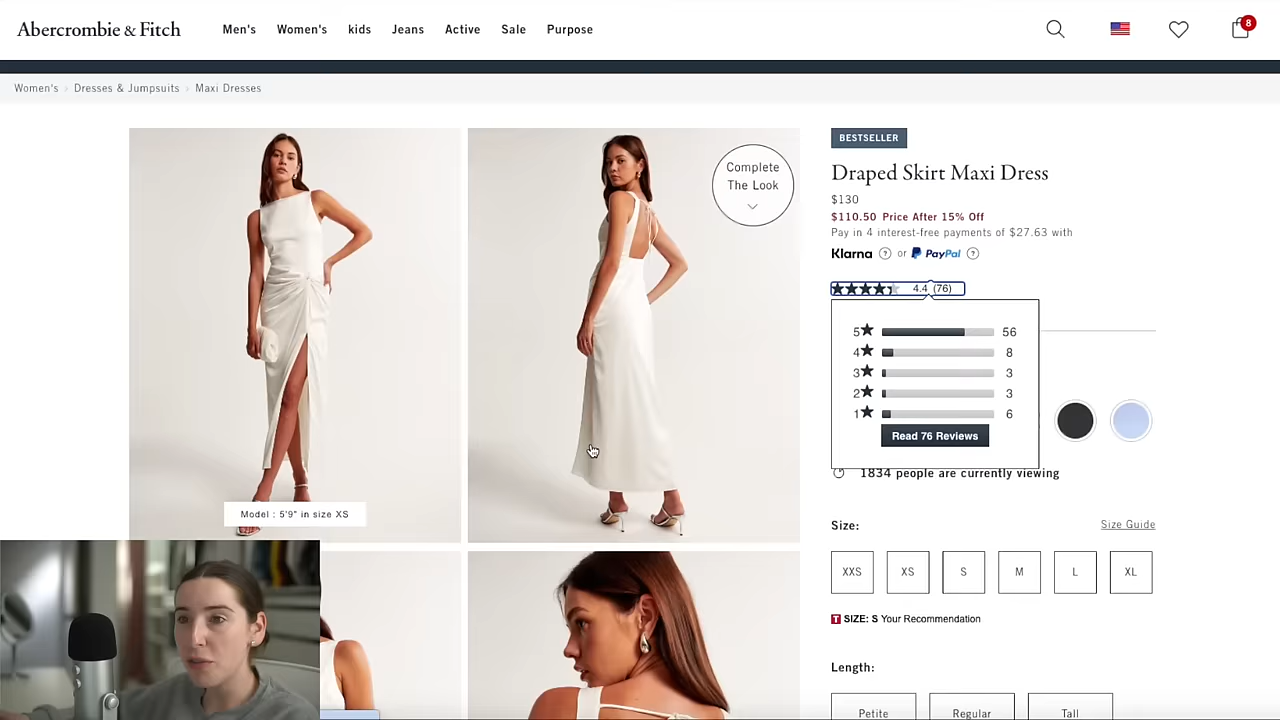 Abercrombie & Fitch
Men's Women's kids Jeans Active Sale Purpose
8
Women's › Dresses & Jumpsuits › Maxi Dresses
Complete
The Look
Model : 5'9" in size XS
BESTSELLER
Draped Skirt Maxi Dress
$130
$110.50 Price After 15% Off
Pay in 4 interest-free payments of $27.63 with
Klarna ? or PayPal ?
4.4 (76)
5★ 56
4★ 8
3★ 3
2★ 3
1★ 6
Read 76 Reviews
1834 people are currently viewing
Size: Size Guide
XXS XS S M L XL
T SIZE: S Your Recommendation
Length:
Petite Regular Tall